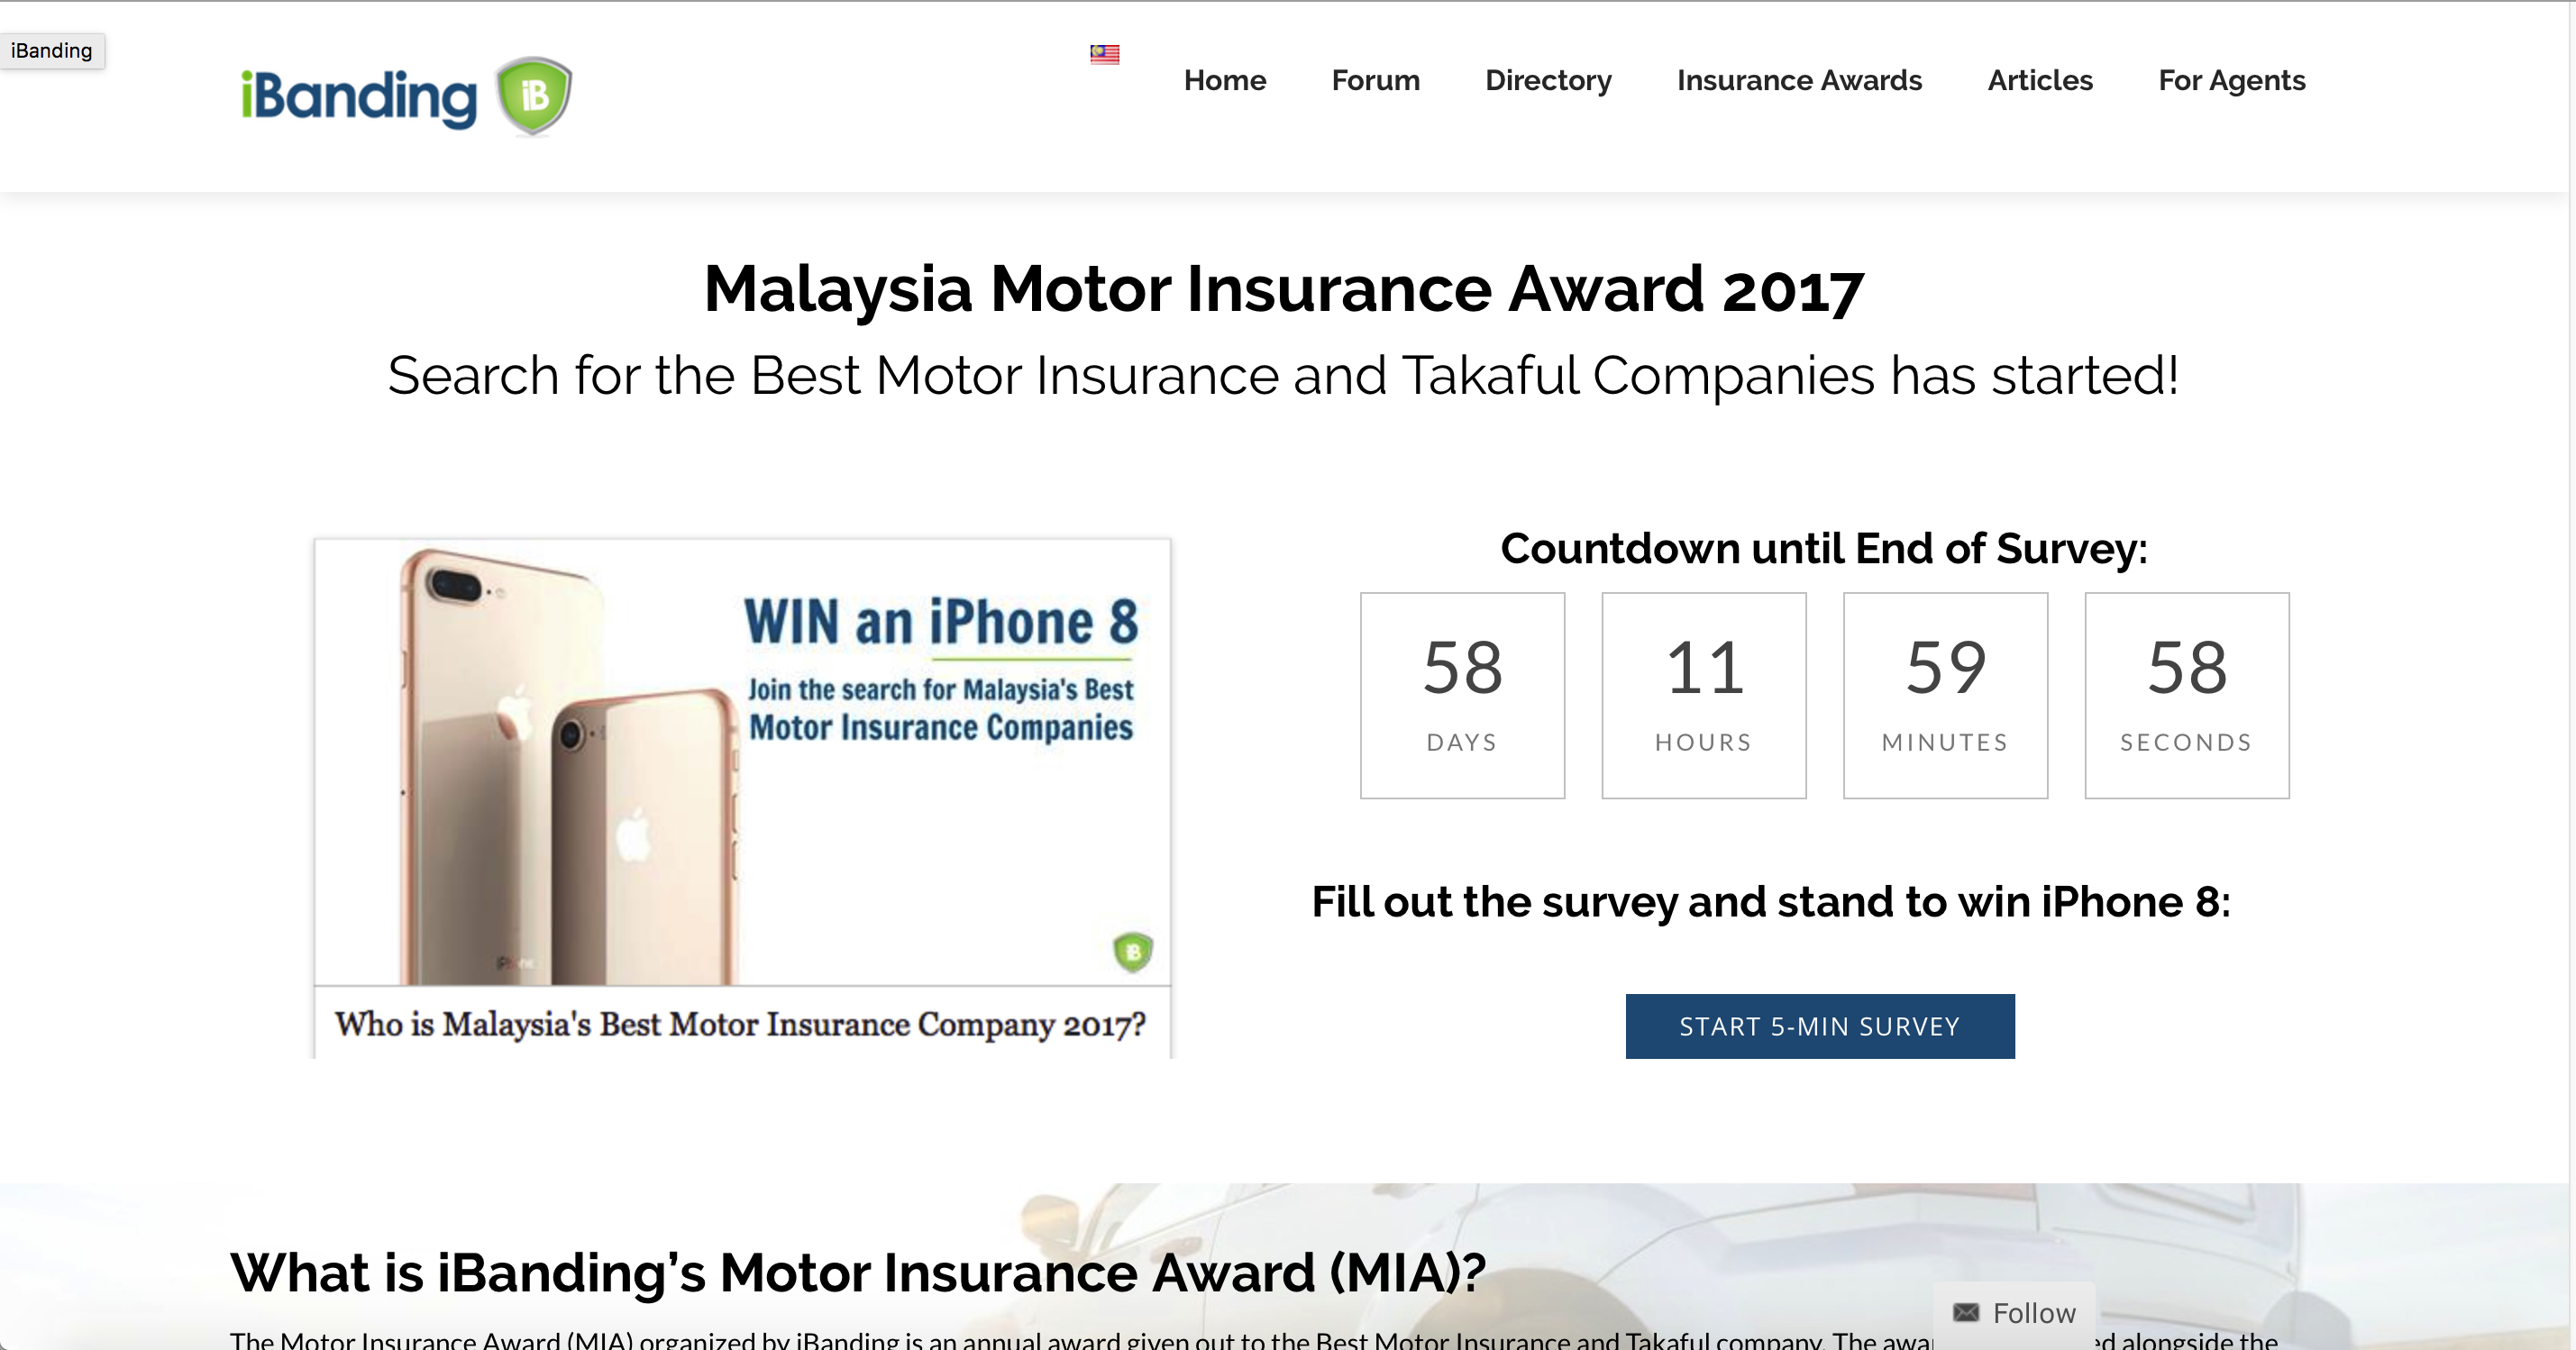 iBanding
iBanding iB
Home Forum Directory Insurance Awards Articles For Agents
Malaysia Motor Insurance Award 2017
Search for the Best Motor Insurance and Takaful Companies has started!
WIN an iPhone 8
Join the search for Malaysia's Best
Motor Insurance Companies
iPhone
iB
Who is Malaysia's Best Motor Insurance Company 2017?
Countdown until End of Survey:
58 11 59 58
DAYS HOURS MINUTES SECONDS
Fill out the survey and stand to win iPhone 8:
START 5-MIN SURVEY
What is iBanding’s Motor Insurance Award (MIA)?
Follow
The Motor Insurance Award (MIA) organized by iBanding is an annual award given out to the Best Motor Insurance and Takaful company. The alongside the